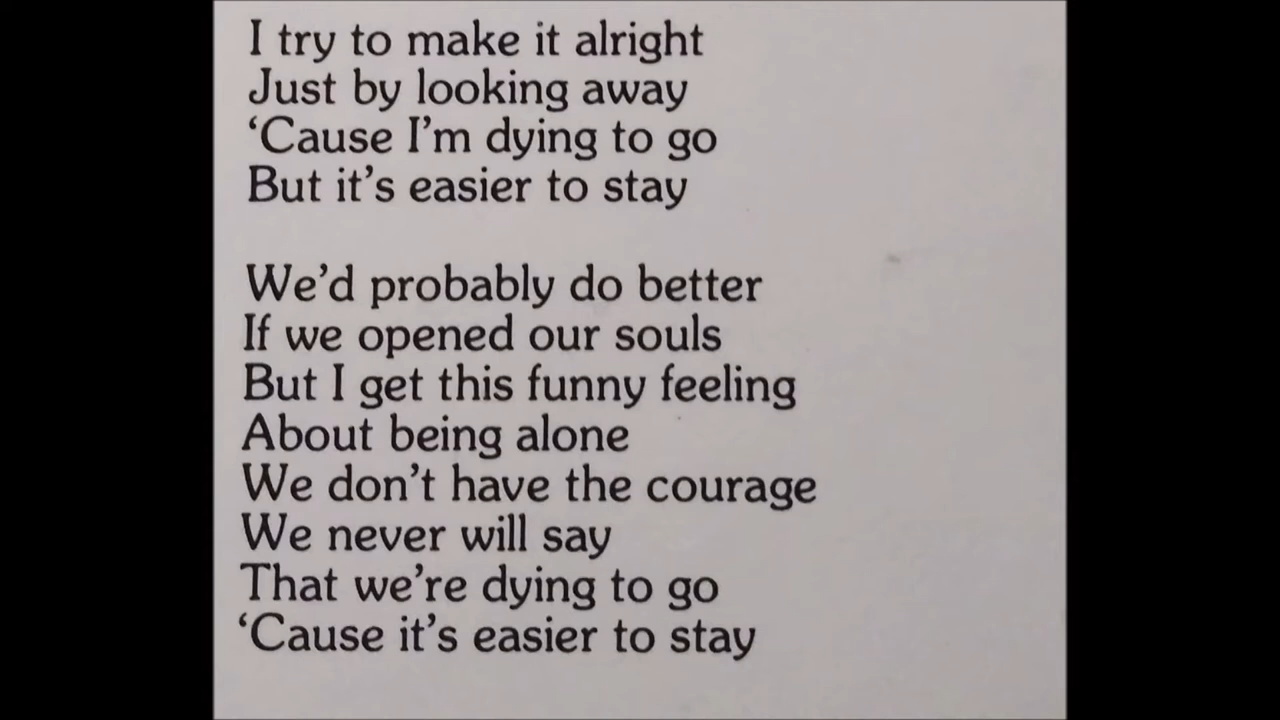 I try to make it alright
Just by looking away
‘Cause I’m dying to go
But it’s easier to stay
We’d probably do better
If we opened our souls
But I get this funny feeling
About being alone
We don’t have the courage
We never will say
That we’re dying to go
‘Cause it’s easier to stay